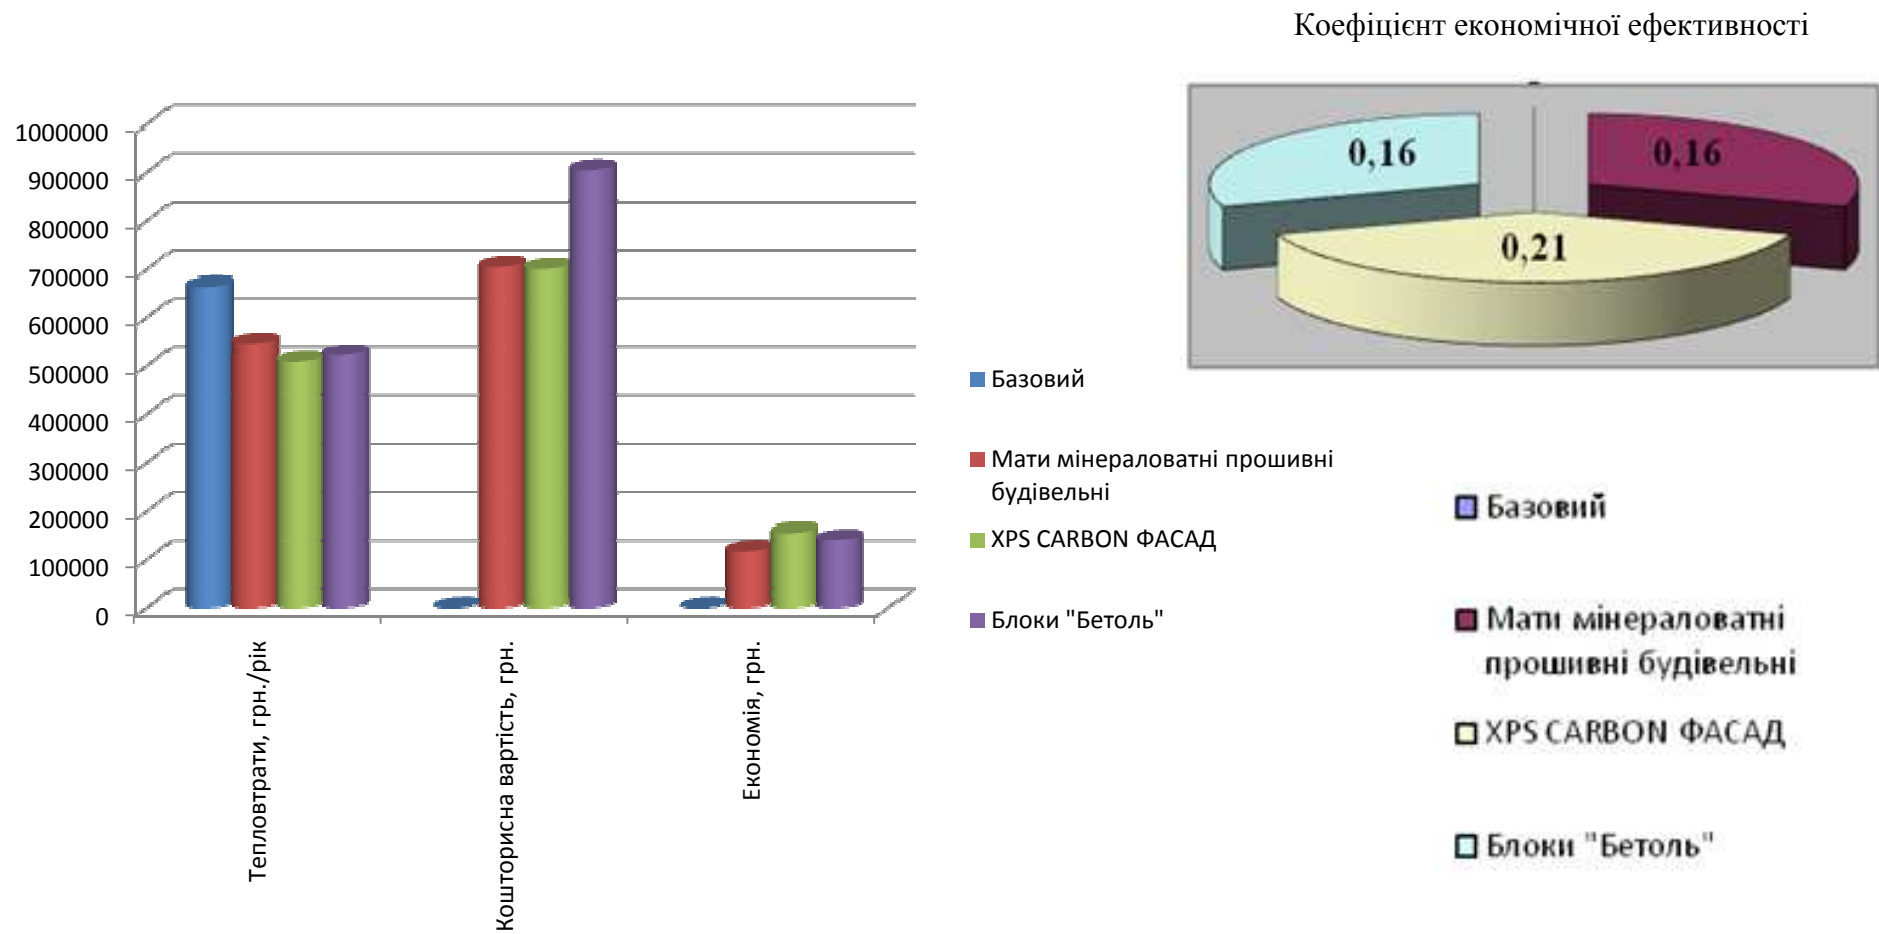 Коефіцієнт економічної ефективності
1000000
900000
800000
700000
600000
500000
400000
300000
200000
100000
0
Тепловтрати, грн./рік
Кошторисна вартість, грн.
Економія, грн.
Базовий
Мати мінераловатні прошивні
будівельні
XPS CARBON ФАСАД
Блоки "Бетоль"
0,16
0,16
0,21
Базовий
Мати мінераловатні
прошивні будівельні
XPS CARBON ФАСАД
Блоки "Бетоль"